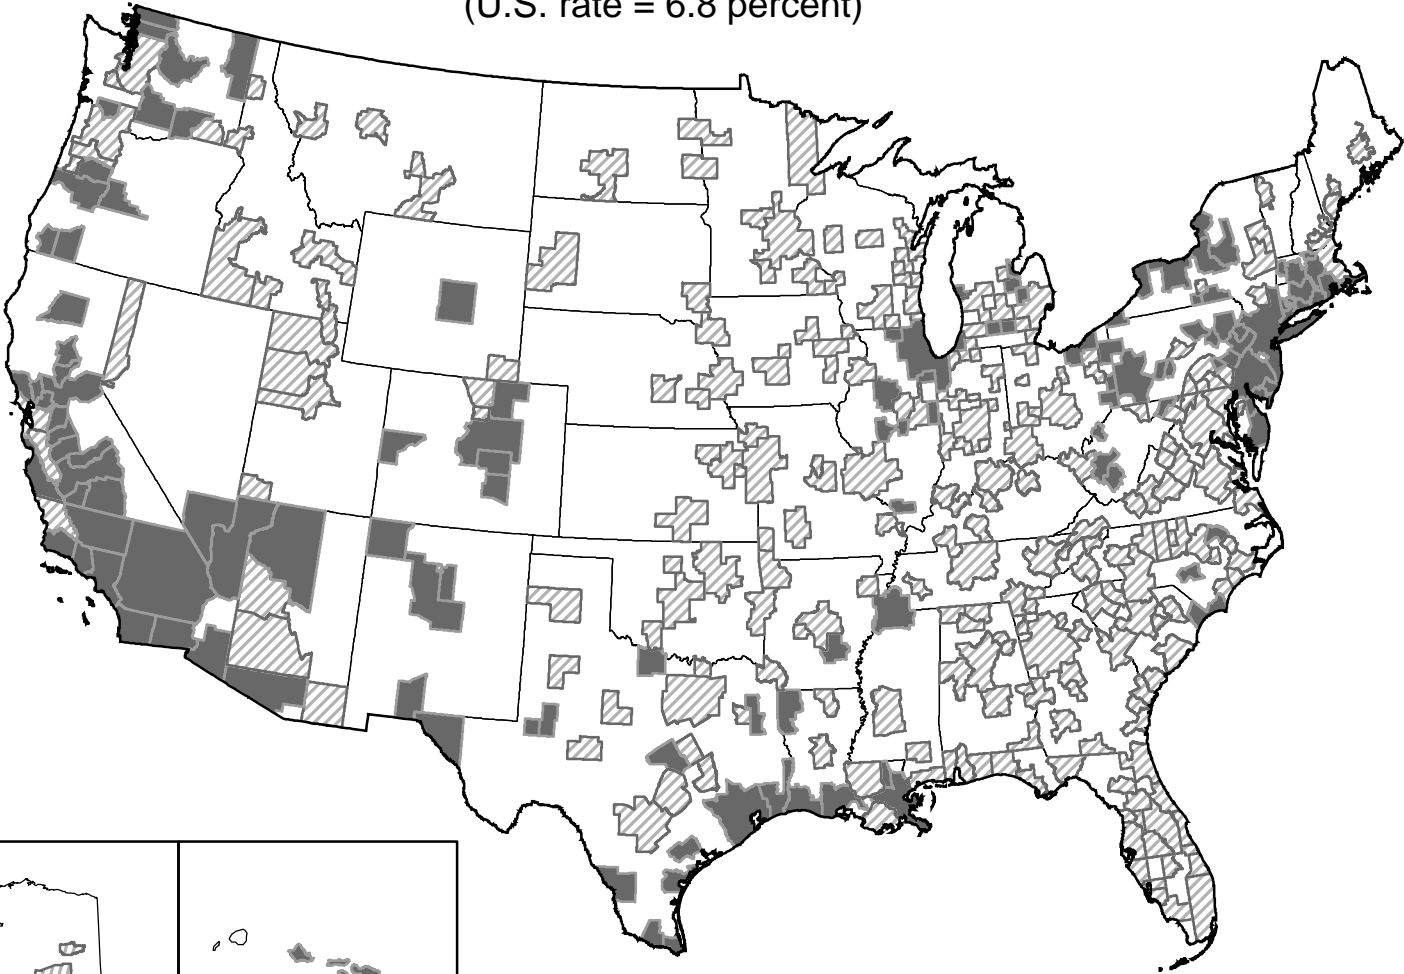 (U.S. rate = 6.8 percent)